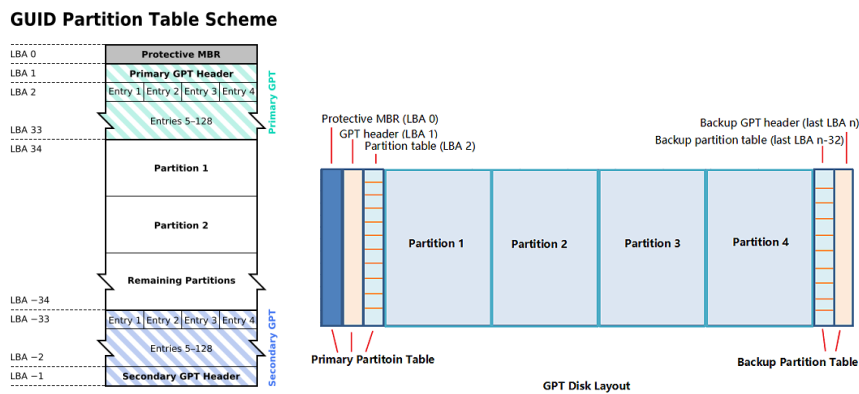 GUID Partition Table Scheme
LBA 0
Protective MBR
LBA 1
Primary GPT Header
LBA 2
Entry 1 Entry 2 Entry 3 Entry 4
Entries 5–128
LBA 33
Primary GPT
LBA 34
Partition 1
Partition 2
Remaining Partitions
LBA −34
LBA −33
Entry 1 Entry 2 Entry 3 Entry 4
Entries 5–128
LBA −2
LBA −1
Secondary GPT Header
Secondary GPT
Protective MBR (LBA 0)
GPT header (LBA 1)
Partition table (LBA 2)
Backup GPT header (last LBA n)
Backup partition table (last LBA n-32)
Partition 1
Partition 2
Partition 3
Partition 4
Primary Partitoin Table
Backup Partition Table
GPT Disk Layout